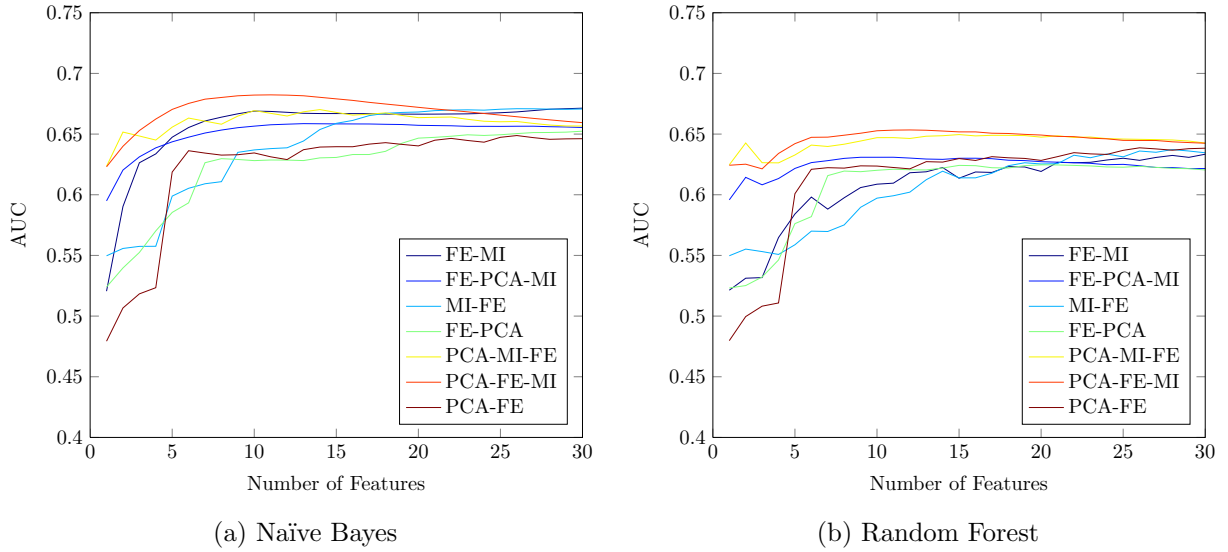 0.75
0.7
0.65
0.6
0.55
0.5
0.45
0.4
AUC
0 5 10 15 20 25 30
Number of Features
FE-MI
FE-PCA-MI
MI-FE
FE-PCA
PCA-MI-FE
PCA-FE-MI
PCA-FE
(a) Naïve Bayes
0.75
0.7
0.65
0.6
0.55
0.5
0.45
0.4
AUC
0 5 10 15 20 25 30
Number of Features
FE-MI
FE-PCA-MI
MI-FE
FE-PCA
PCA-MI-FE
PCA-FE-MI
PCA-FE
(b) Random Forest